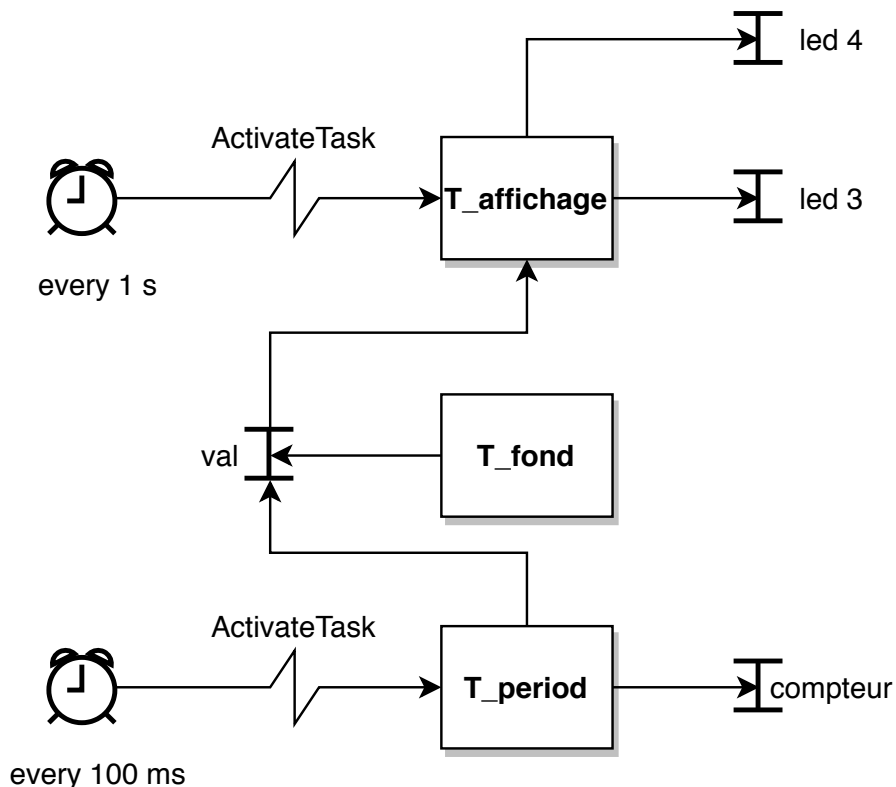 led 4
ActivateTask
T_affichage
led 3
every 1 s
val
T_fond
ActivateTask
T_period
compteur
every 100 ms